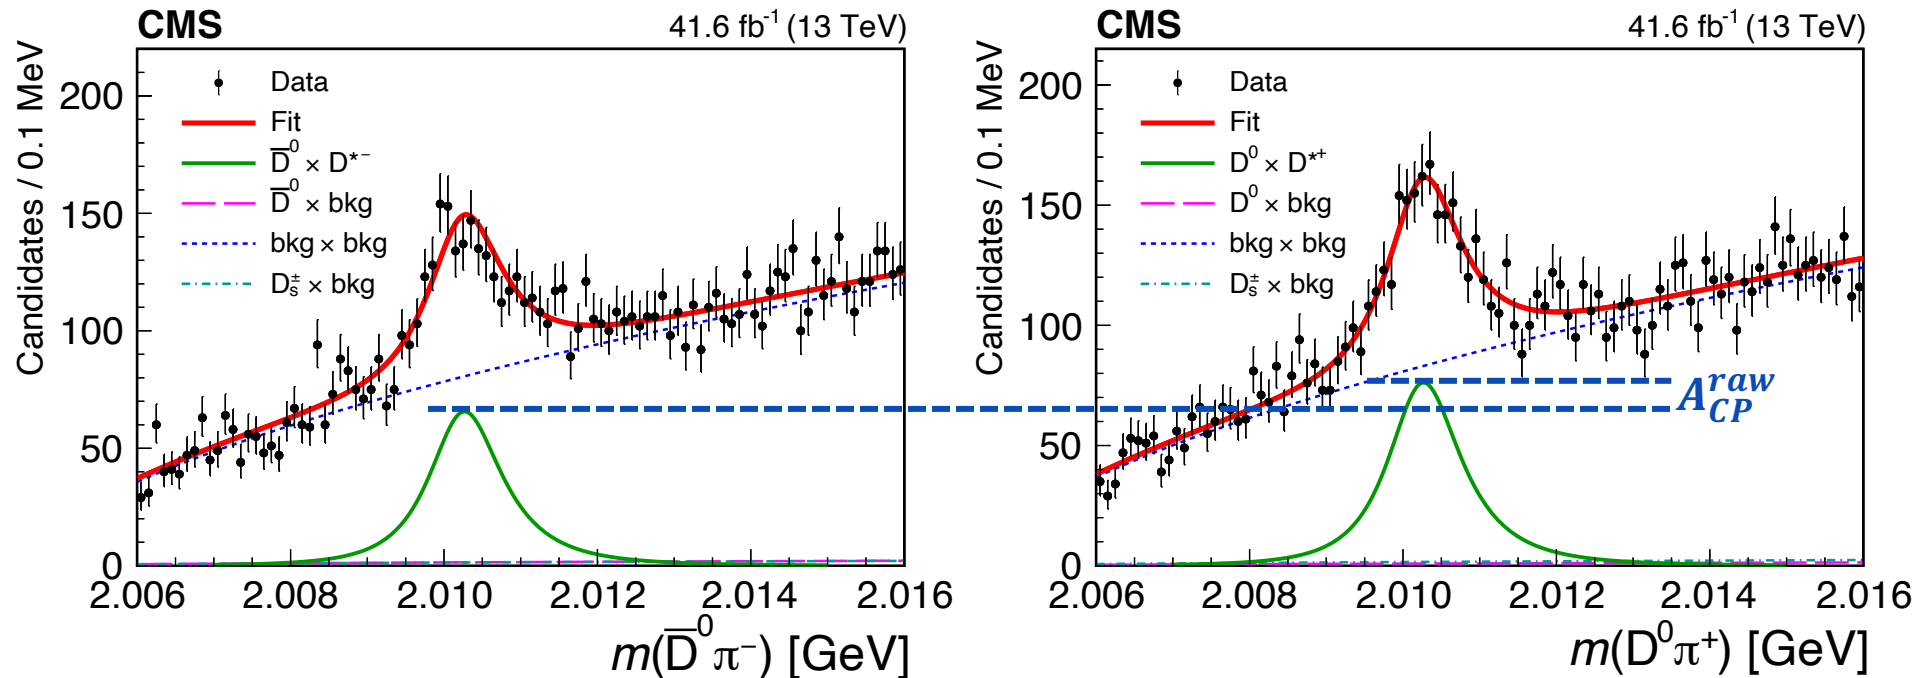 CMS
41.6 fb⁻¹ (13 TeV)
Candidates / 0.1 MeV
200
150
100
50
0
Data
Fit
D̅⁰ × D*⁻
D̅⁰ × bkg
bkg × bkg
Dₛ± × bkg
2.006 2.008 2.010 2.012 2.014 2.016
m(D̅⁰π⁻) [GeV]
CMS
41.6 fb⁻¹ (13 TeV)
Candidates / 0.1 MeV
200
150
100
50
0
Data
Fit
D⁰ × D*⁺
D⁰ × bkg
bkg × bkg
Dₛ± × bkg
A_CP^raw
2.006 2.008 2.010 2.012 2.014 2.016
m(D⁰π⁺) [GeV]